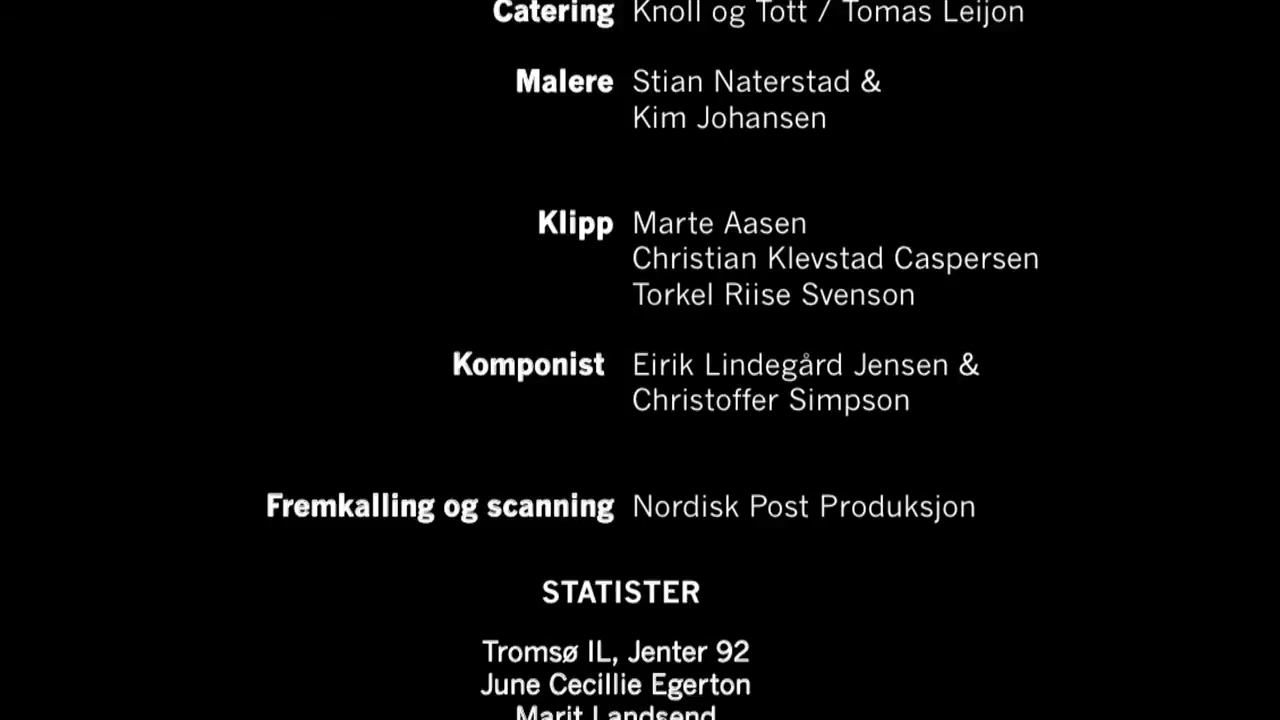 Catering Knoll og Tott / Tomas Leijon
Malere Stian Naterstad &
Kim Johansen
Klipp Marte Aasen
Christian Klevstad Caspersen
Torkel Riise Svenson
Komponist Eirik Lindegård Jensen &
Christoffer Simpson
Fremkalling og scanning Nordisk Post Produksjon
STATISTER
Tromsø IL, Jenter 92
June Cecillie Egerton
Marit Landsend